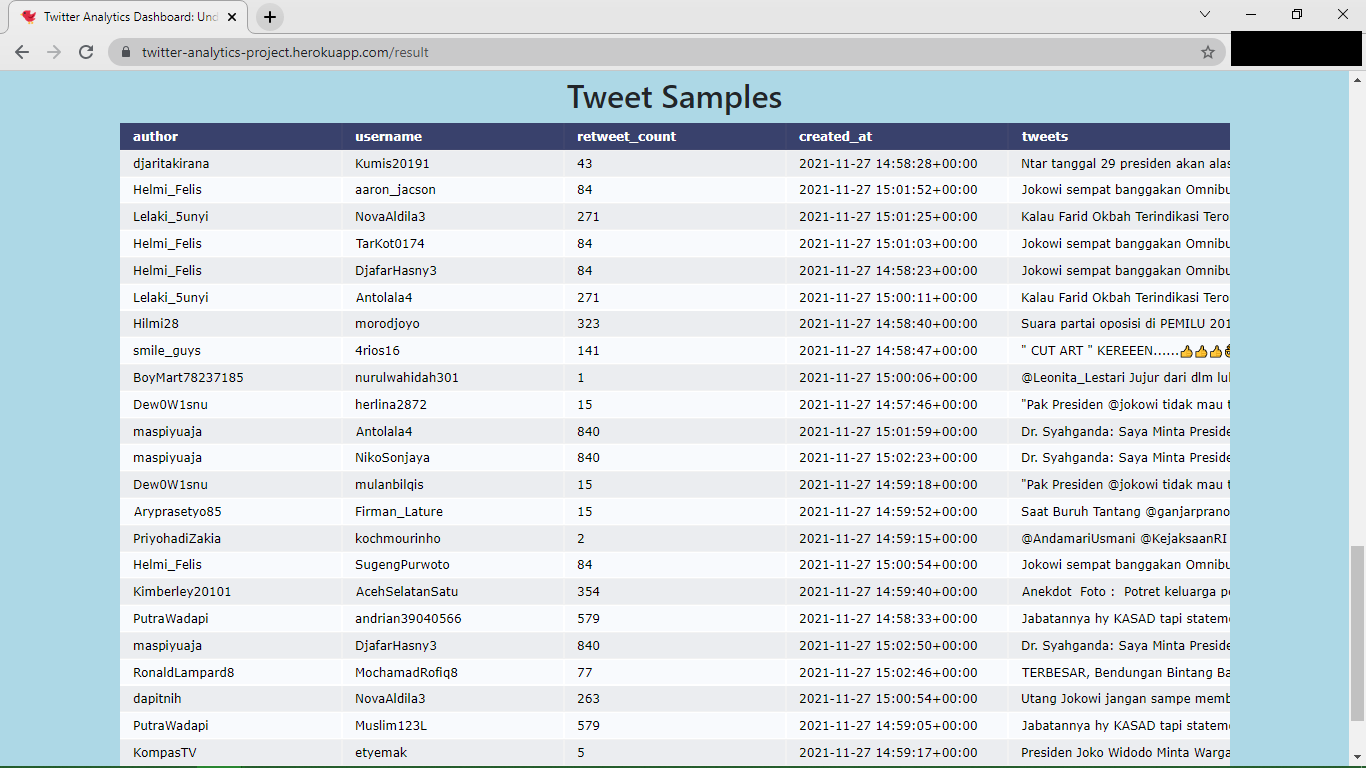 Twitter Analytics Dashboard: Und
twitter-analytics-project.herokuapp.com/result
Tweet Samples
author username retweet_count created_at tweets
djaritakirana Kumis20191 43 2021-11-27 14:58:28+00:00 Ntar tanggal 29 presiden akan alas
Helmi_Felis aaron_jacson 84 2021-11-27 15:01:52+00:00 Jokowi sempat banggakan Omnibu
Lelaki_5unyi NovaAldila3 271 2021-11-27 15:01:25+00:00 Kalau Farid Okbah Terindikasi Tero
Helmi_Felis TarKot0174 84 2021-11-27 15:01:03+00:00 Jokowi sempat banggakan Omnibu
Helmi_Felis DjafarHasny3 84 2021-11-27 14:58:23+00:00 Jokowi sempat banggakan Omnibu
Lelaki_5unyi Antolala4 271 2021-11-27 15:00:11+00:00 Kalau Farid Okbah Terindikasi Tero
Hilmi28 morodjoyo 323 2021-11-27 14:58:40+00:00 Suara partai oposisi di PEMILU 201
smile_guys 4rios16 141 2021-11-27 14:58:47+00:00 " CUT ART " KEREEEN......👍👍👍
BoyMart78237185 nurulwahidah301 1 2021-11-27 15:00:06+00:00 @Leonita_Lestari Jujur dari dlm lu
Dew0W1snu herlina2872 15 2021-11-27 14:57:46+00:00 "Pak Presiden @jokowi tidak mau t
maspiyuaja Antolala4 840 2021-11-27 15:01:59+00:00 Dr. Syahganda: Saya Minta Preside
maspiyuaja NikoSonjaya 840 2021-11-27 15:02:23+00:00 Dr. Syahganda: Saya Minta Preside
Dew0W1snu mulanbilqis 15 2021-11-27 14:59:18+00:00 "Pak Presiden @jokowi tidak mau t
Aryprasetyo85 Firman_Lature 15 2021-11-27 14:59:52+00:00 Saat Buruh Tantang @ganjarprano
PriyohadiZakia kochmourinho 2 2021-11-27 14:59:15+00:00 @AndamariUsmani @KejaksaanRI
Helmi_Felis SugengPurwoto 84 2021-11-27 15:00:54+00:00 Jokowi sempat banggakan Omnibu
Kimberley20101 AcehSelatanSatu 354 2021-11-27 14:59:40+00:00 Anekdot Foto : Potret keluarga p
PutraWadapi andrian39040566 579 2021-11-27 14:58:33+00:00 Jabatannya hy KASAD tapi statem
maspiyuaja DjafarHasny3 840 2021-11-27 15:02:50+00:00 Dr. Syahganda: Saya Minta Preside
RonaldLampard8 MochamadRofiq8 77 2021-11-27 15:02:46+00:00 TERBESAR, Bendungan Bintang Ba
dapitnih NovaAldila3 263 2021-11-27 15:00:54+00:00 Utang Jokowi jangan sampe memb
PutraWadapi Muslim123L 579 2021-11-27 14:59:05+00:00 Jabatannya hy KASAD tapi statem
KompasTV etyemak 5 2021-11-27 14:59:17+00:00 Presiden Joko Widodo Minta Warga